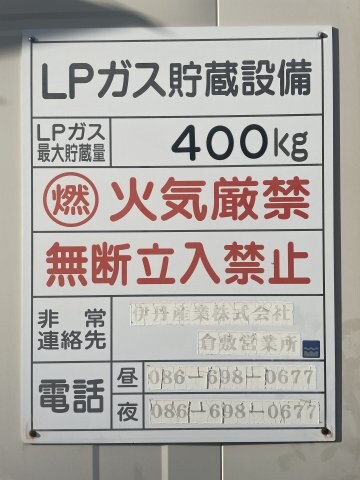 LPガス貯蔵設備
LPガス
最大貯蔵量
400kg
燃 火気厳禁
無断立入禁止
非常
連絡先
伊丹産業株式会社
倉敷営業所
電話
昼 086-698-0677
夜 086-698-0677